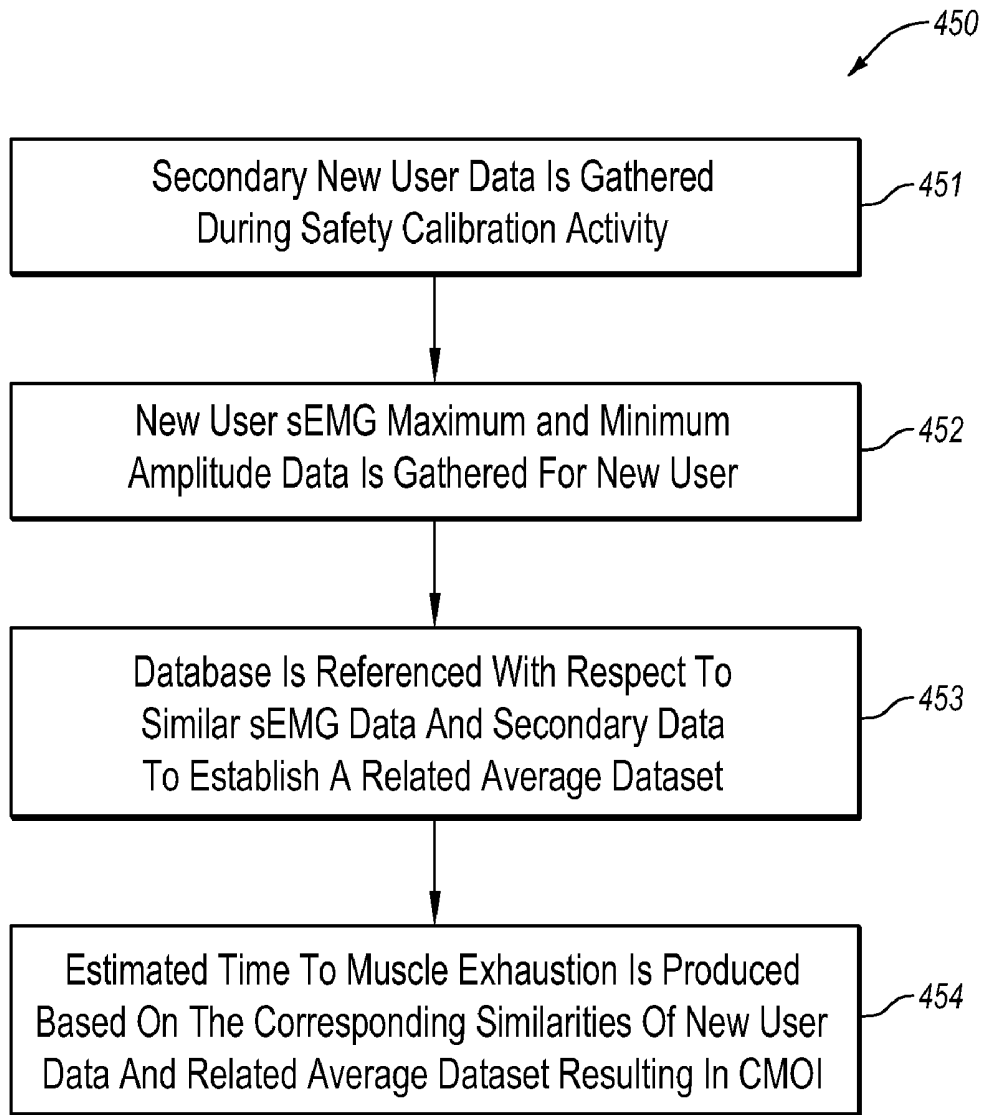 450
Secondary New User Data Is Gathered
During Safety Calibration Activity
451
New User sEMG Maximum and Minimum
Amplitude Data Is Gathered For New User
452
Database Is Referenced With Respect To
Similar sEMG Data And Secondary Data
To Establish A Related Average Dataset
453
Estimated Time To Muscle Exhaustion Is Produced
Based On The Corresponding Similarities Of New User
Data And Related Average Dataset Resulting In CMOI
454